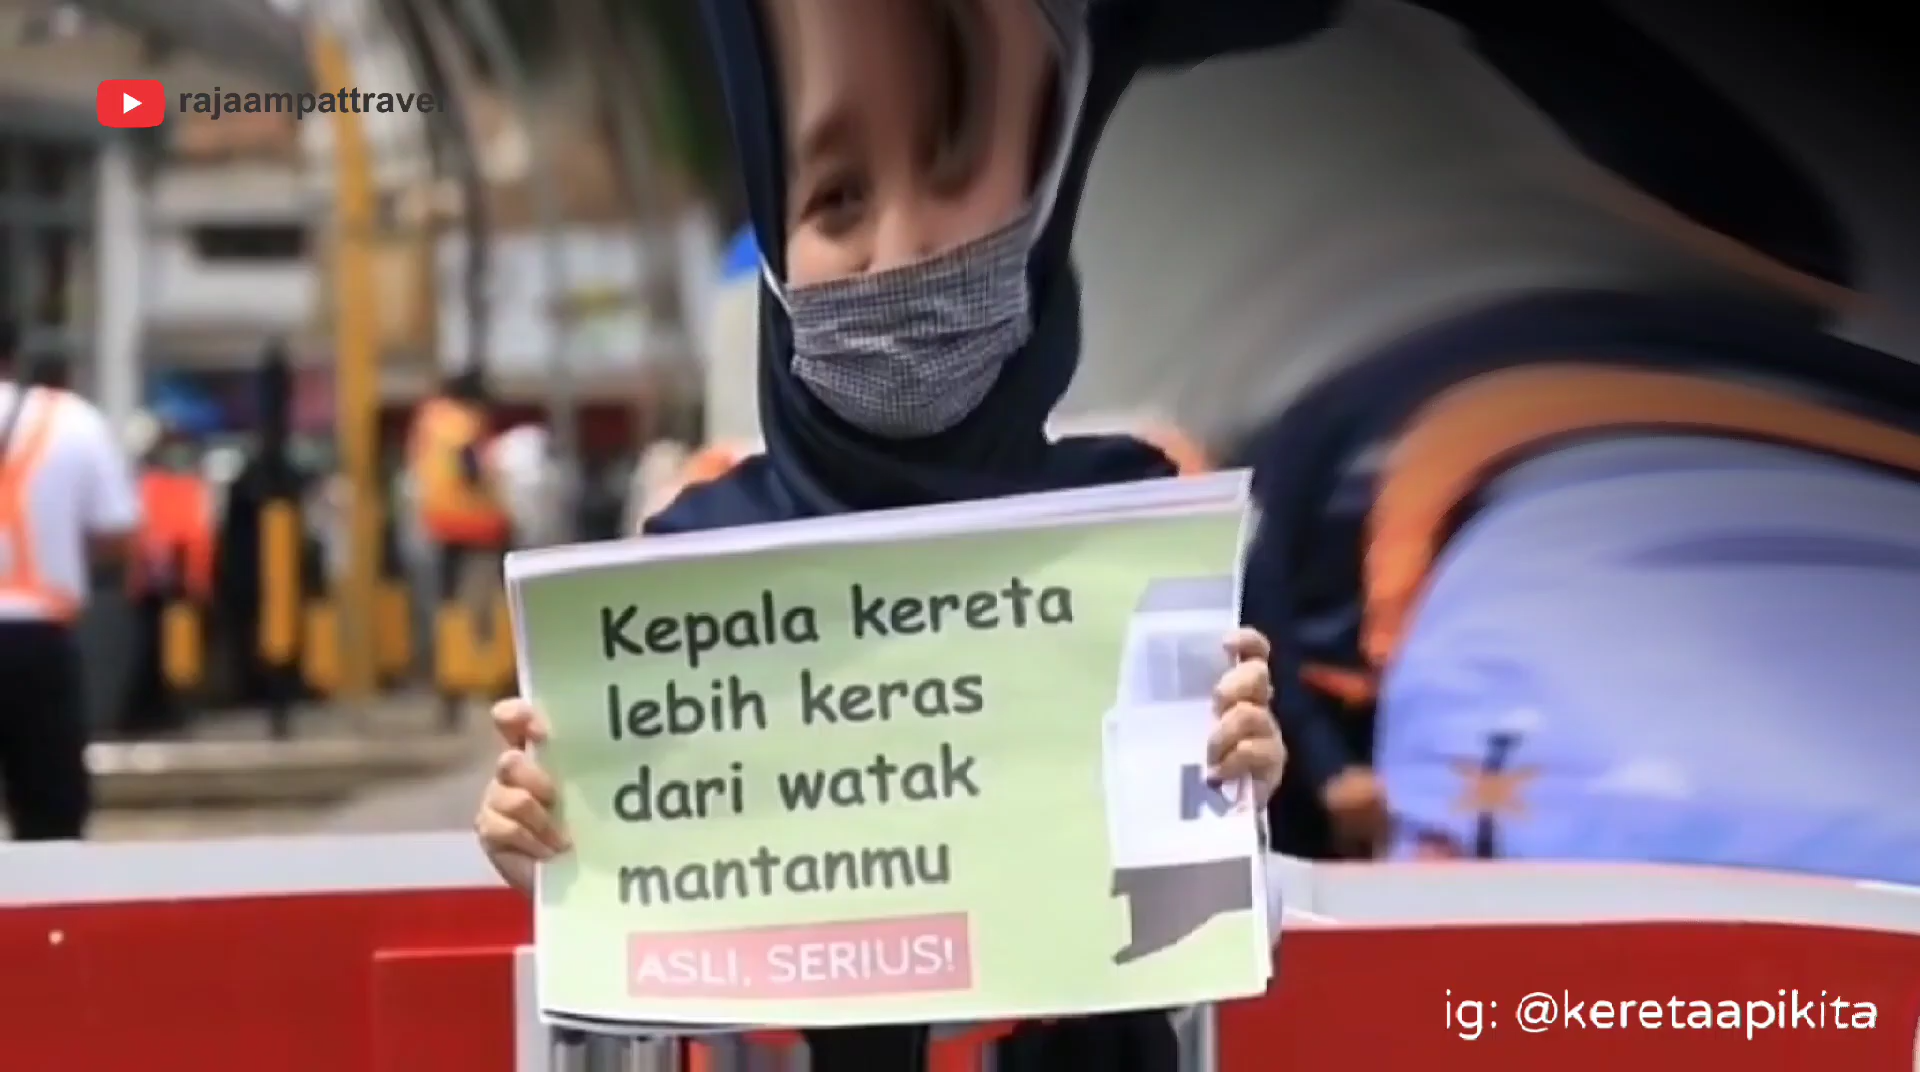 rajaampattravel
Kepala kereta
lebih keras
dari watak
mantanmu
ASLI, SERIUS!
K
ig: @keretaapikita